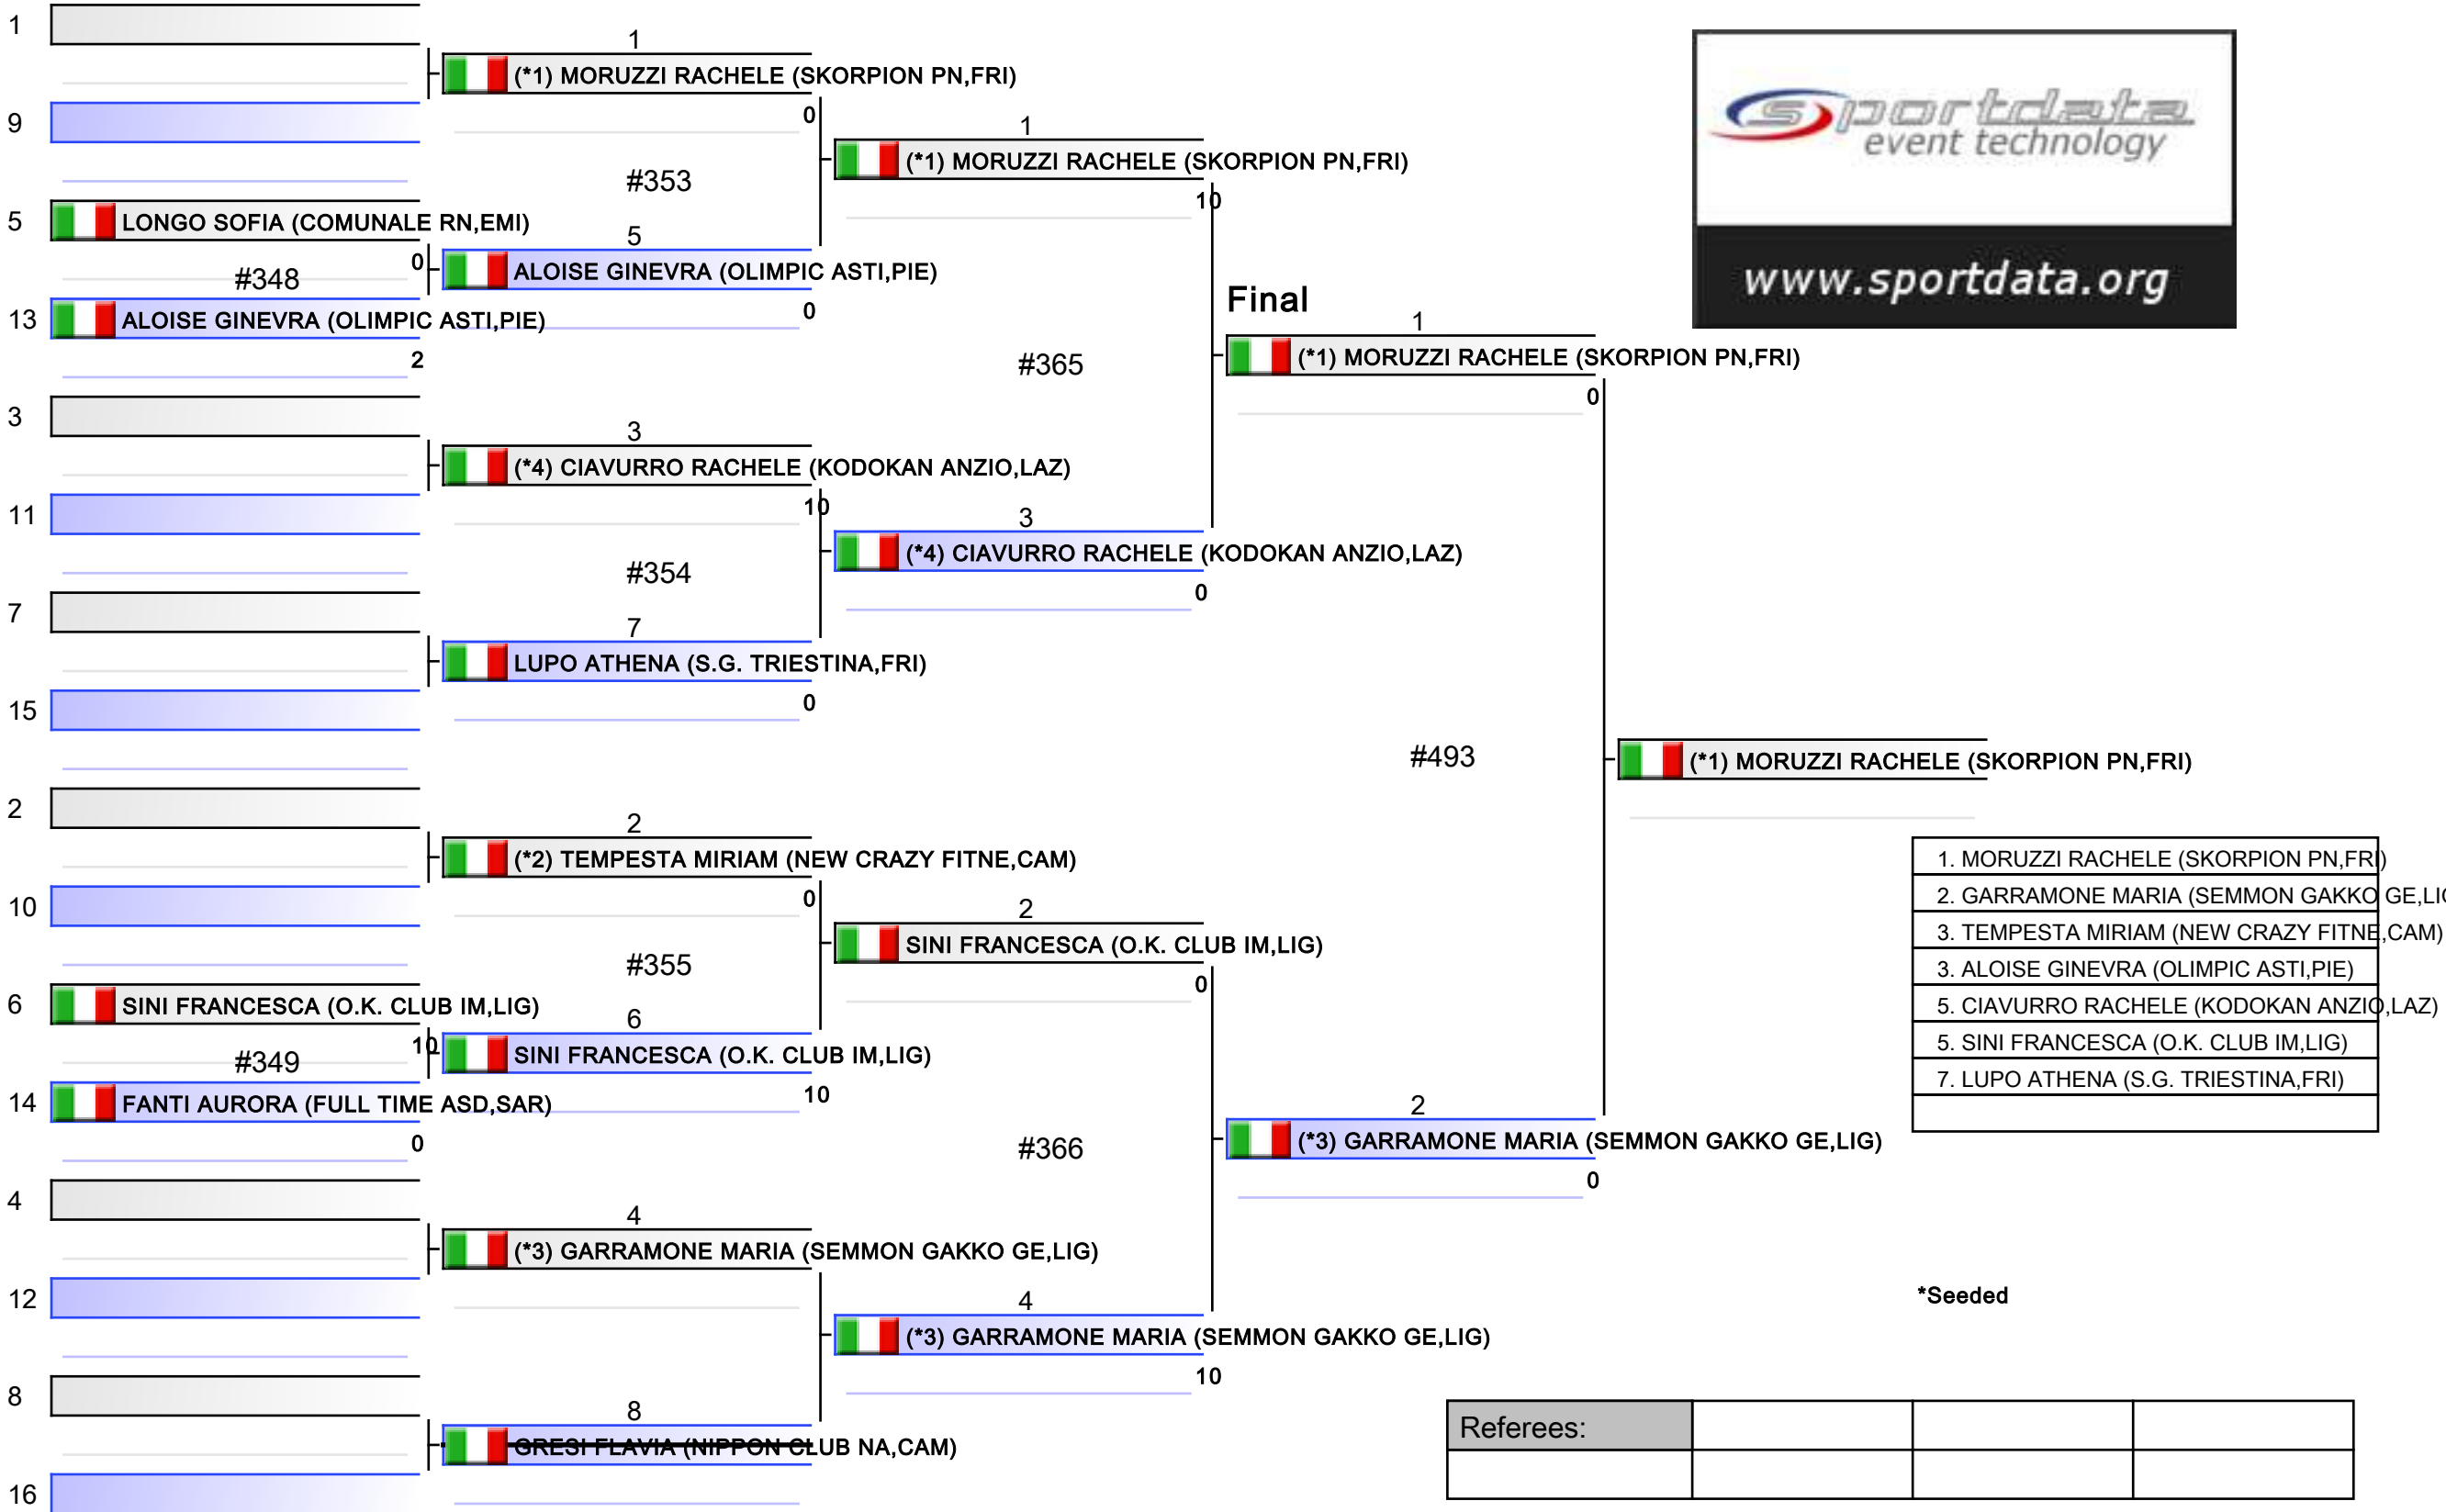 1
1
(*1) MORUZZI RACHELE (SKORPION PN,FRI)
9
0
1
(*1) MORUZZI RACHELE (SKORPION PN,FRI)
#353
10
5
LONGO SOFIA (COMUNALE RN,EMI)
5
0
ALOISE GINEVRA (OLIMPIC ASTI,PIE)
#348
0
13
ALOISE GINEVRA (OLIMPIC ASTI,PIE)
2
sportdata
event technology
www.sportdata.org
Final
1
(*1) MORUZZI RACHELE (SKORPION PN,FRI)
#365
0
3
3
(*4) CIAVURRO RACHELE (KODOKAN ANZIO,LAZ)
11
10
3
(*4) CIAVURRO RACHELE (KODOKAN ANZIO,LAZ)
#354
0
7
7
LUPO ATHENA (S.G. TRIESTINA,FRI)
0
15
#493
(*1) MORUZZI RACHELE (SKORPION PN,FRI)
2
2
(*2) TEMPESTA MIRIAM (NEW CRAZY FITNE,CAM)
10
0
2
SINI FRANCESCA (O.K. CLUB IM,LIG)
#355
0
6
SINI FRANCESCA (O.K. CLUB IM,LIG)
6
10
SINI FRANCESCA (O.K. CLUB IM,LIG)
#349
10
14
FANTI AURORA (FULL TIME ASD,SAR)
0
1. MORUZZI RACHELE (SKORPION PN,FRI)
2. GARRAMONE MARIA (SEMMON GAKKO GE,LI
3. TEMPESTA MIRIAM (NEW CRAZY FITNE,CAM)
3. ALOISE GINEVRA (OLIMPIC ASTI,PIE)
5. CIAVURRO RACHELE (KODOKAN ANZIO,LAZ)
5. SINI FRANCESCA (O.K. CLUB IM,LIG)
7. LUPO ATHENA (S.G. TRIESTINA,FRI)
#366
2
(*3) GARRAMONE MARIA (SEMMON GAKKO GE,LIG)
0
4
4
(*3) GARRAMONE MARIA (SEMMON GAKKO GE,LIG)
12
4
(*3) GARRAMONE MARIA (SEMMON GAKKO GE,LIG)
10
*Seeded
8
8
GRESI FLAVIA (NIPPON CLUB NA,CAM)
16
Referees: